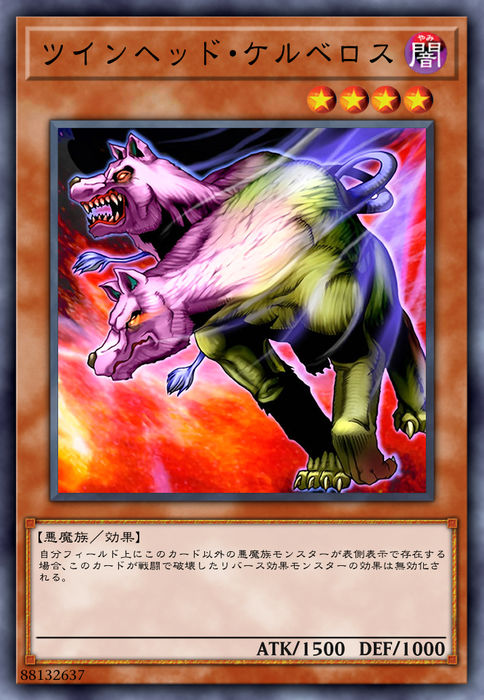 ツインヘッド・ケルベロス
やみ
闇
【悪魔族／効果】
自分フィールド上にこのカード以外の悪魔族モンスターが表側表示で存在する
場合、このカードが戦闘で破壊したリバース効果モンスターの効果は無効化さ
れる。
ATK/1500 DEF/1000
88132637